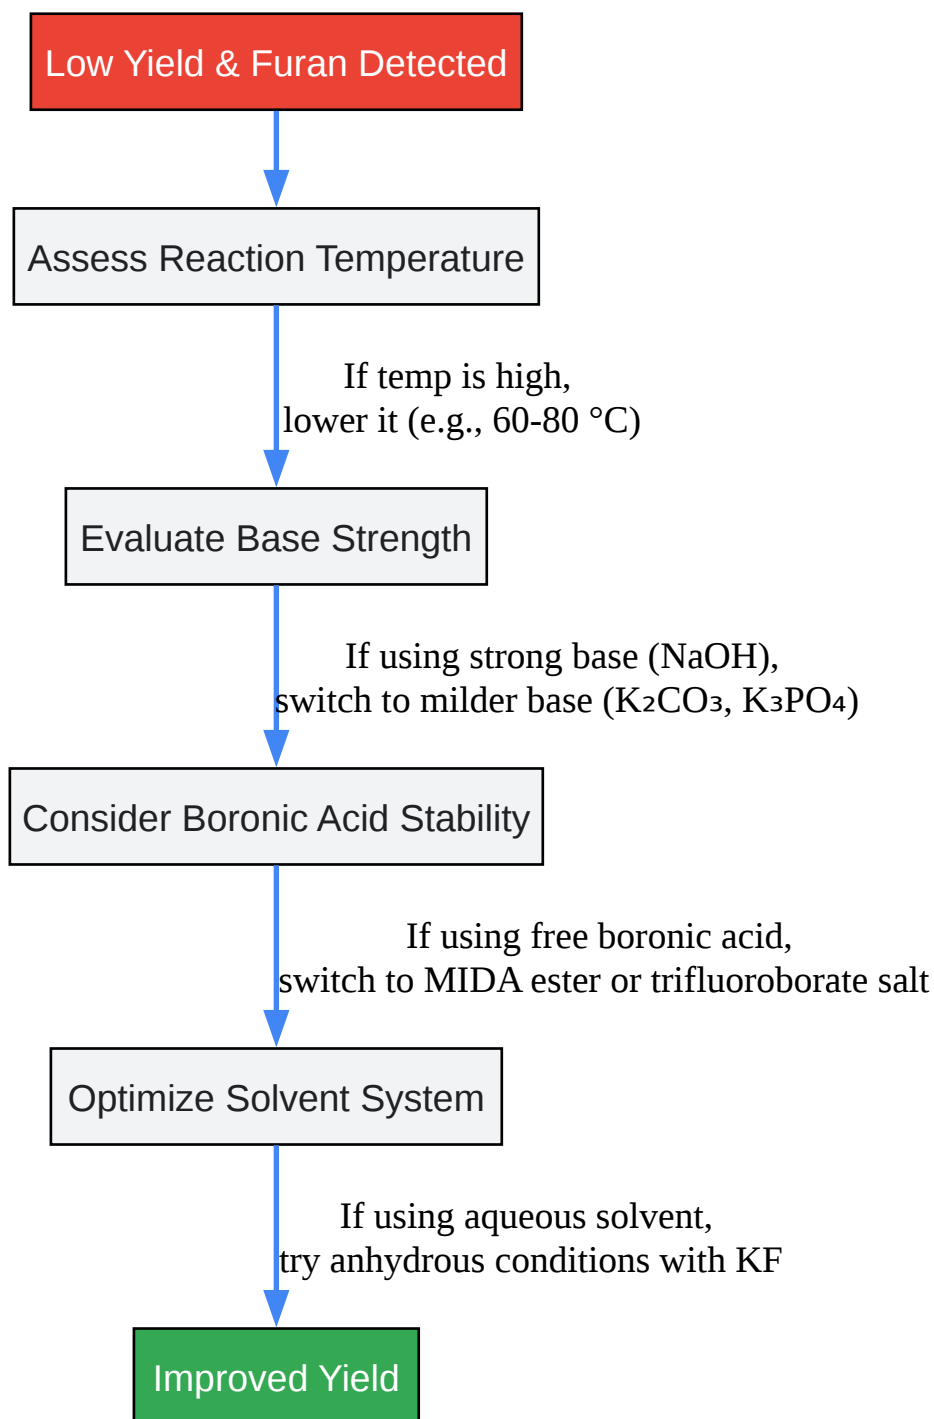 Low Yield & Furan Detected
Assess Reaction Temperature
If temp is high,
lower it (e.g., 60-80 °C)
Evaluate Base Strength
If using strong base (NaOH),
switch to milder base (K₂CO₃, K₃PO₄)
Consider Boronic Acid Stability
If using free boronic acid,
switch to MIDA ester or trifluoroborate salt
Optimize Solvent System
If using aqueous solvent,
try anhydrous conditions with KF
Improved Yield